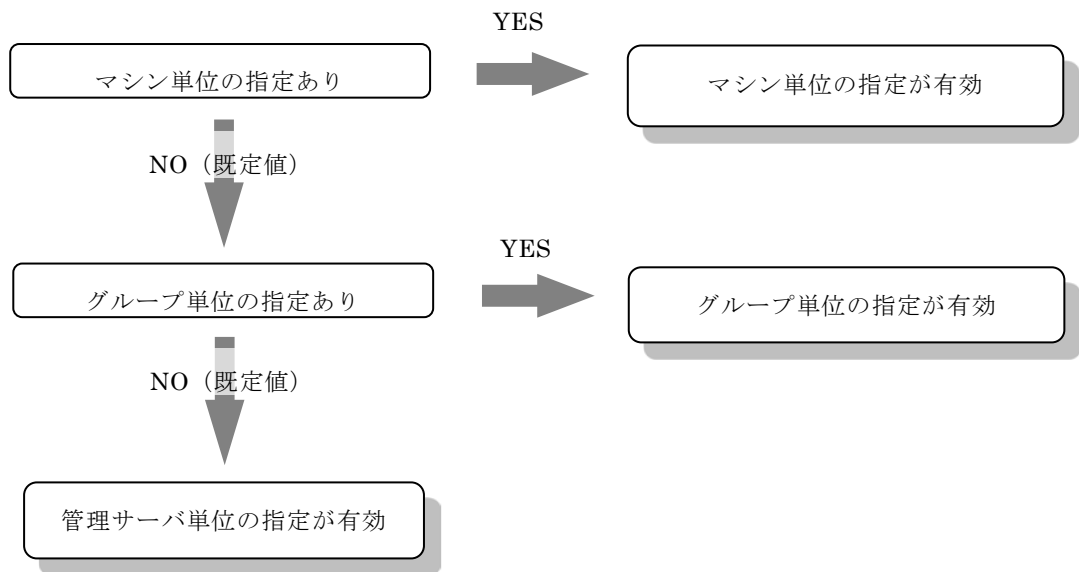 YES
マシン単位の指定あり
マシン単位の指定が有効
NO（既定値）
YES
グループ単位の指定あり
グループ単位の指定が有効
NO（既定値）
管理サーバ単位の指定が有効